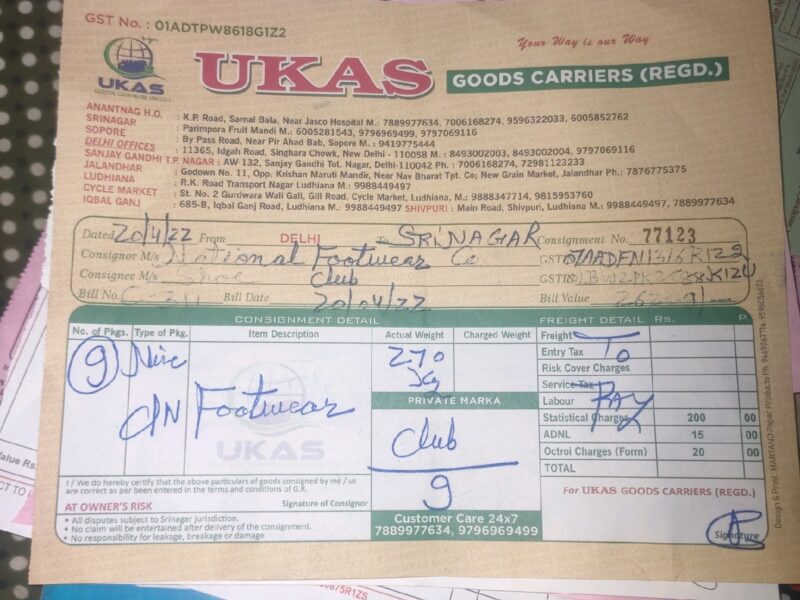 GST No. : 01ADTPW8618G1Z2
Your Way is our Way
UKAS
UKAS GOODS CARRIERS (REGD.)
ANANTNAG H.O. : K.P. Road, Sarnal Bala, Near Jasco Hospital M.: 7889977634, 7006168274, 9596322033, 6005852762
SRINAGAR : Parimpora Fruit Mandi M.: 6005281543, 9796969499, 9797069116
SOPORE : By Pass Road, Near Pir Ahad Bab, Sopore M.: 9419775444
DELHI OFFICES : 11365, Idgah Road, Singhara Chowk, New Delhi - 110058 M.: 8493002003, 8493002004, 9797069116
SANJAY GANDHI T.P. NAGAR : AW-132, Sanjay Gandhi Tot. Nagar, Delhi-110042 Ph.: 7006168274, 72981123233
JALANDHAR : Godown No. 11, Opp. Krishan Maruti Mandir, Near Nav Bharat Tpt. Co; New Grain Market, Jalandhar Ph.: 7876775375
LUDHIANA : R.K. Road Transport Nagar Ludhiana M.: 9988449497
CYCLE MARKET : St. No. 2 Gurdwara Wali Gali, Gill Road, Cycle Market, Ludhiana, M.: 9888347714, 9815953760
IQBAL GANJ : 685-B, Iqbal Ganj Road, Ludhiana M.: 9988449497 SHIVPURI : Main Road, Shivpuri, Ludhiana M.: 9988449497, 7889977634
Dated 20/4/22 From DELHI To SRINAGAR Consignment No. 77123
Consignor M/s National Footwear Co GSTIN
Consignee M/s Shoe Club GSTIN
Bill No. Bill Date 20/04/22 Bill Value
CONSIGNMENT DETAIL FREIGHT DETAIL Rs. P.
No. of Pkgs. Type of Pkg. Item Description Actual Weight Charged Weight
9 Footwear 270 Kg
Freight To
Entry Tax
Risk Cover Charges
Service Tax
Labour Pay
Statistical Charges 200 00
ADNL 15 00
Octroi Charges (Form) 20 00
TOTAL
PRIVATE MARKA
Club
9
UKAS
I / We do hereby certify that the above particulars of goods consigned by me / us
are correct as per been entered in the terms and conditions of G.R.
AT OWNER'S RISK Signature of Consignor
• All disputes subject to Srinagar jurisdiction.
• No claim will be entertained after delivery of the consignment.
• No responsibility for leakage, breakage or damage
Customer Care 24x7
7889977634, 9796969499
For UKAS GOODS CARRIERS (REGD.)
Signature